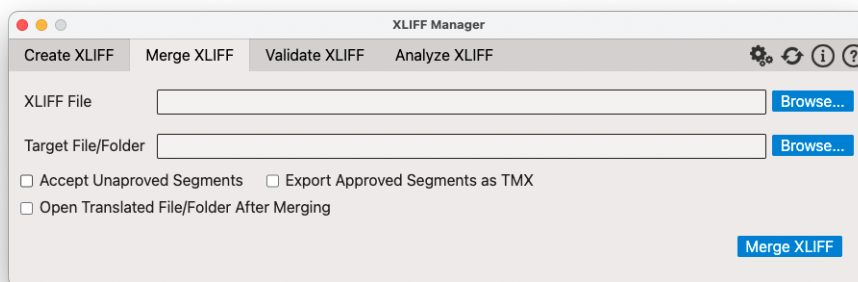 XLIFF Manager
Create XLIFF Merge XLIFF Validate XLIFF Analyze XLIFF
XLIFF File Browse...
Target File/Folder Browse...
Accept Unaproved Segments Export Approved Segments as TMX
Open Translated File/Folder After Merging
Merge XLIFF